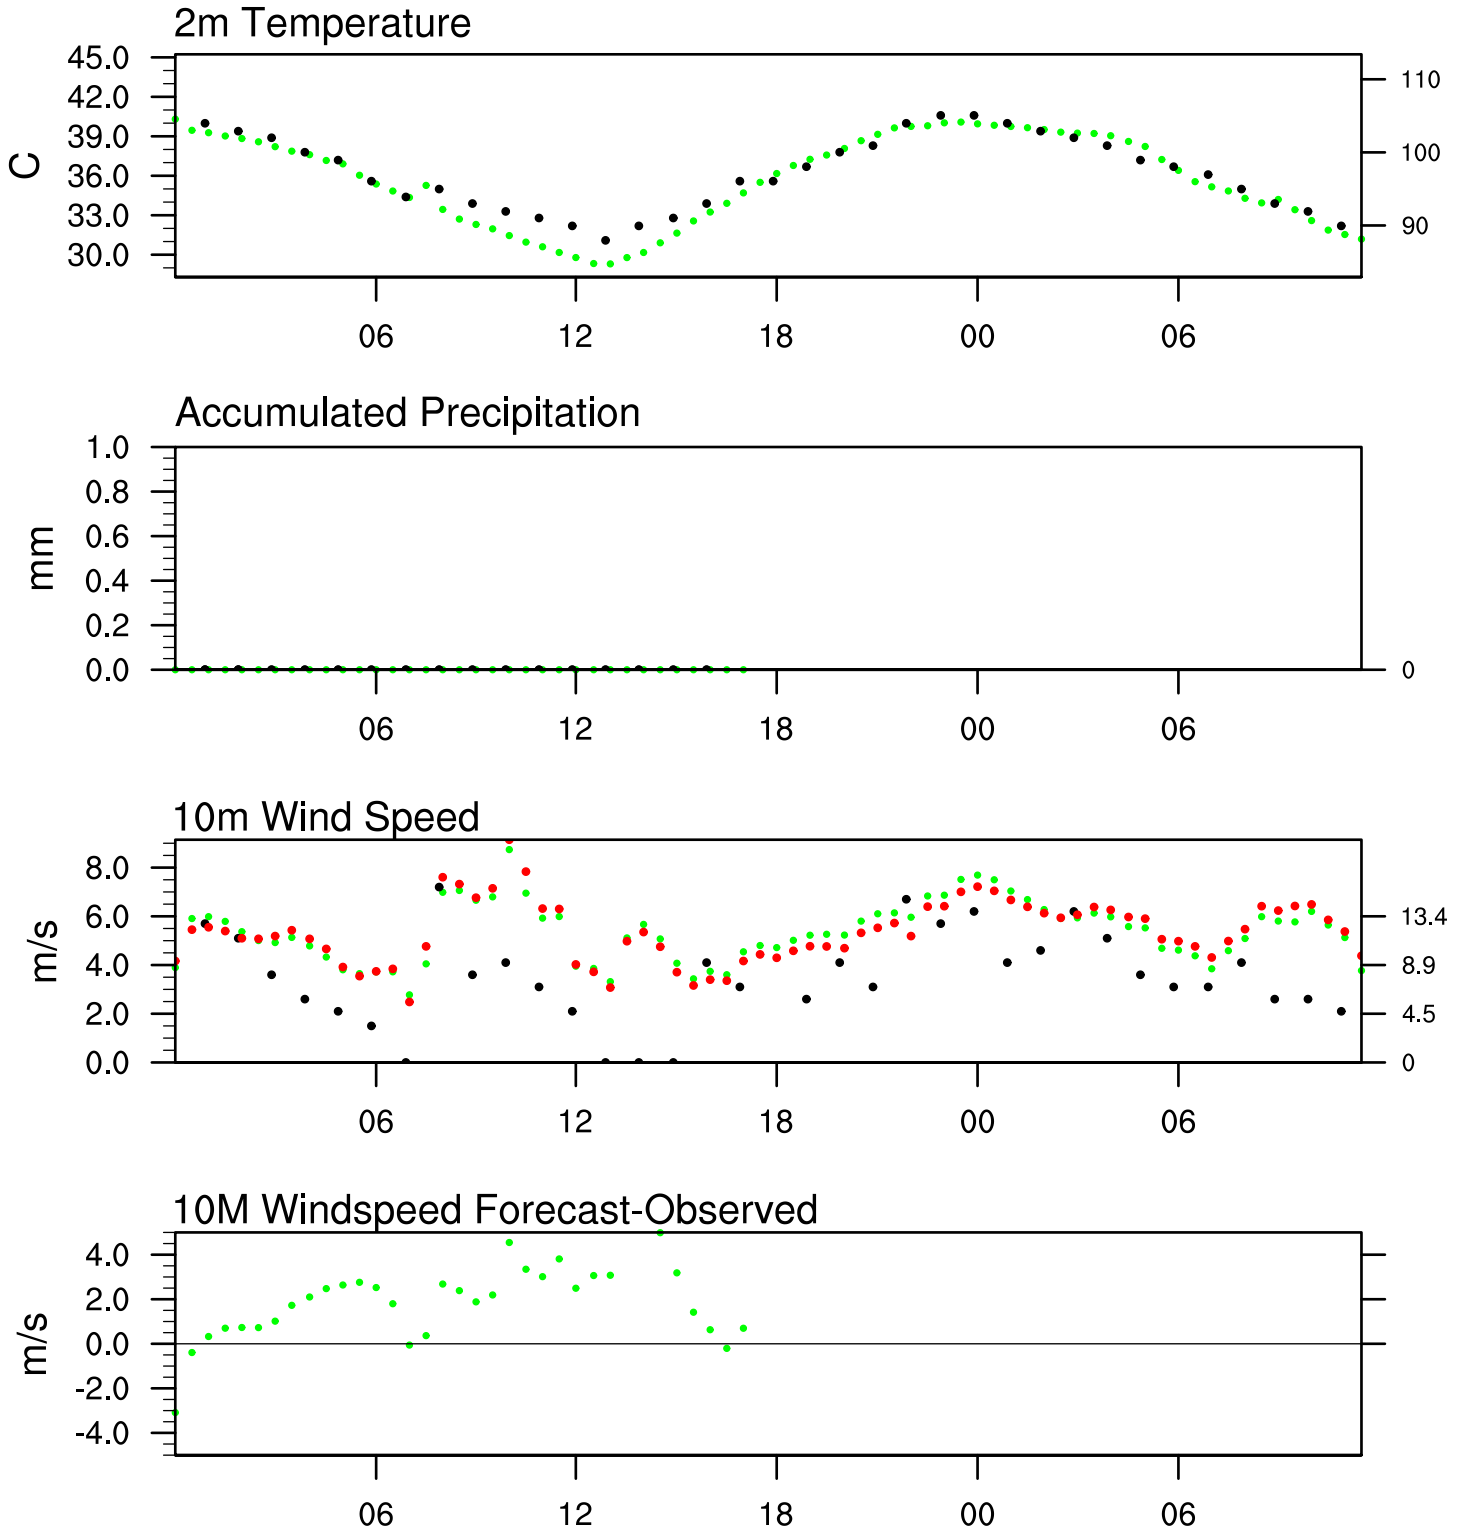 2m Temperature
45.0
42.0
39.0
36.0
33.0
30.0
C
110
100
90
06 12 18 00 06
Accumulated Precipitation
1.0
0.8
0.6
0.4
0.2
0.0
mm
0
06 12 18 00 06
10m Wind Speed
8.0
6.0
4.0
2.0
0.0
m/s
13.4
8.9
4.5
0
06 12 18 00 06
10M Windspeed Forecast-Observed
4.0
2.0
0.0
-2.0
-4.0
m/s
06 12 18 00 06